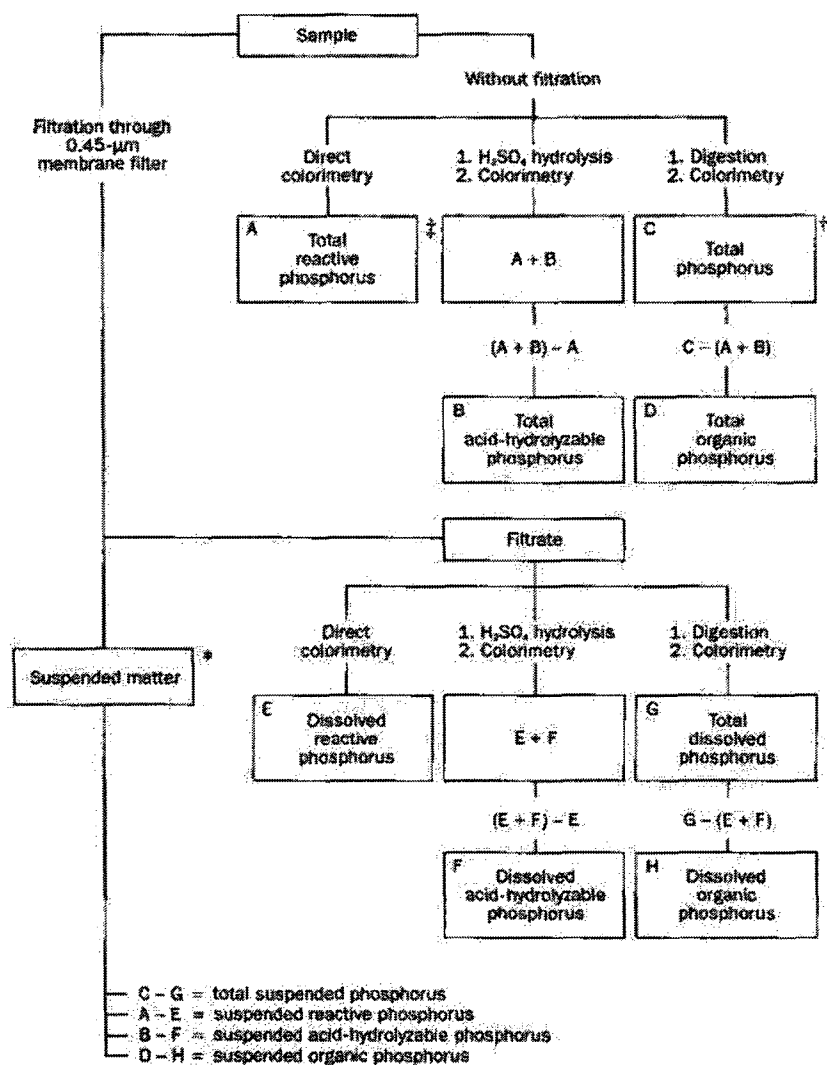 Sample
Without filtration
Filtration through
0.45-μm
membrane filter
Direct
colorimetry
1. H₂SO₄ hydrolysis
2. Colorimetry
1. Digestion
2. Colorimetry
A
Total
reactive
phosphorus
‡
A + B
C
Total
phosphorus
†
(A + B) – A
C – (A + B)
B
Total
acid-hydrolyzable
phosphorus
D
Total
organic
phosphorus
Filtrate
Direct
colorimetry
1. H₂SO₄ hydrolysis
2. Colorimetry
1. Digestion
2. Colorimetry
Suspended matter
*
E
Dissolved
reactive
phosphorus
E + F
G
Total
dissolved
phosphorus
(E + F) – E
G – (E + F)
F
Dissolved
acid-hydrolyzable
phosphorus
H
Dissolved
organic
phosphorus
C – G = total suspended phosphorus
A – E = suspended reactive phosphorus
B – F = suspended acid-hydrolyzable phosphorus
D – H = suspended organic phosphorus